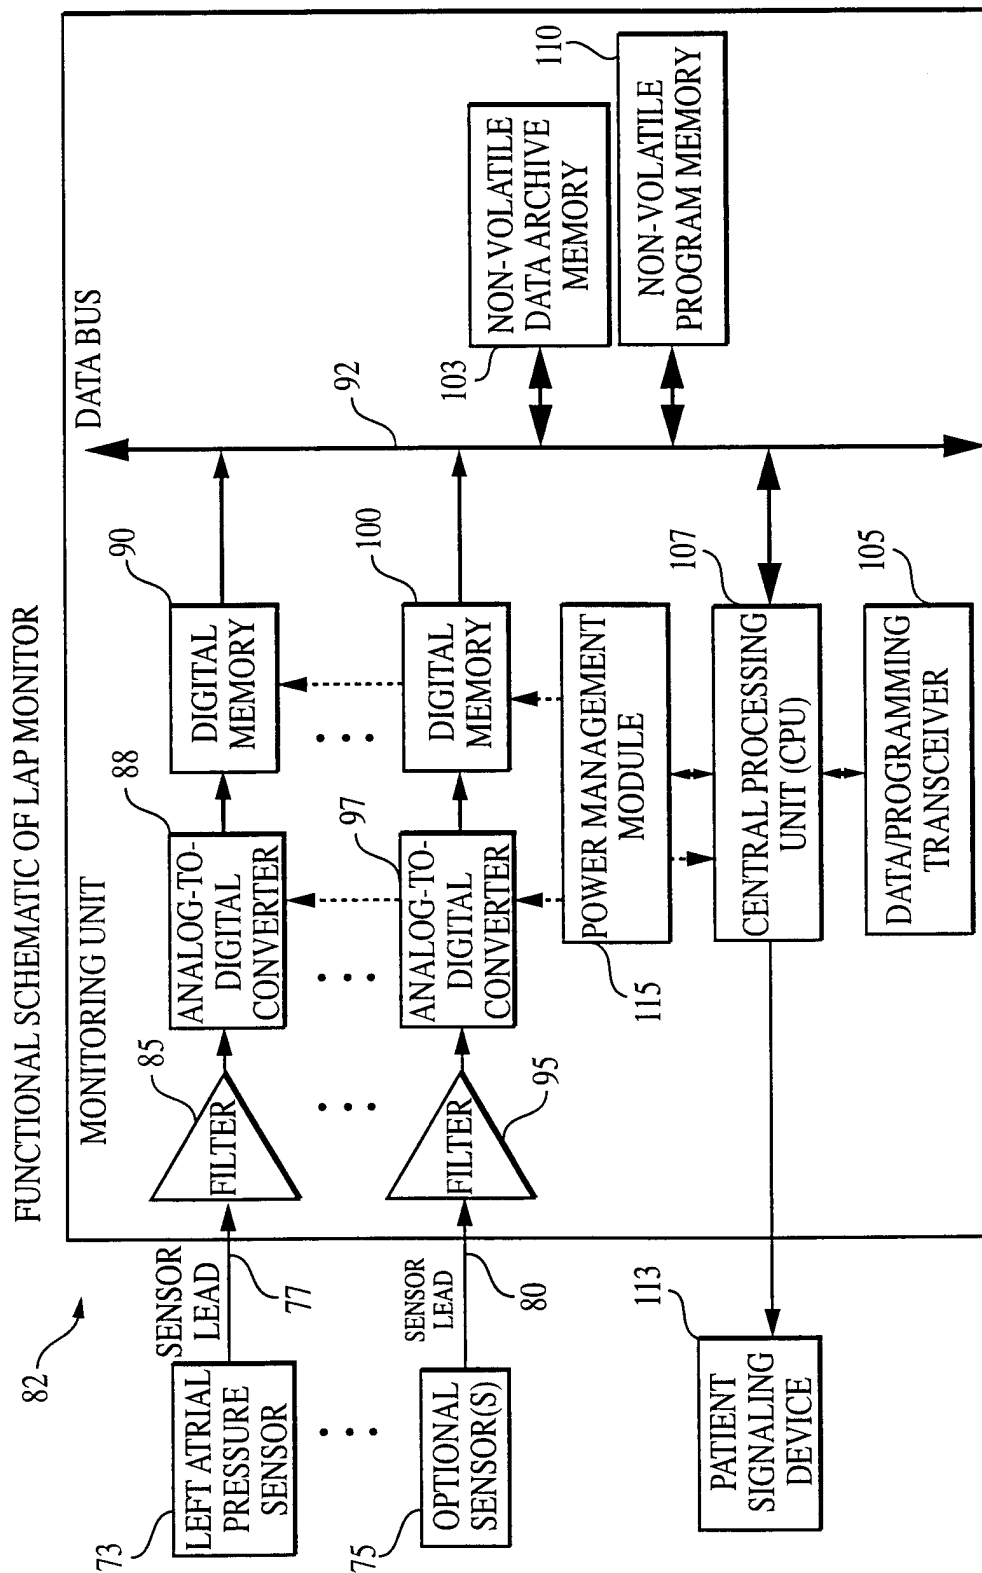 FUNCTIONAL SCHEMATIC OF LAP MONITOR
82
MONITORING UNIT
DATA BUS
73
LEFT ATRIAL
PRESSURE
SENSOR
SENSOR
LEAD
77
FILTER
85
ANALOG-TO-
DIGITAL
CONVERTER
88
DIGITAL
MEMORY
90
92
75
OPTIONAL
SENSOR(S)
SENSOR
LEAD
80
FILTER
95
ANALOG-TO-
DIGITAL
CONVERTER
97
DIGITAL
MEMORY
100
NON-VOLATILE
DATA ARCHIVE
MEMORY
103
NON-VOLATILE
PROGRAM MEMORY
110
POWER MANAGEMENT
MODULE
115
CENTRAL PROCESSING
UNIT (CPU)
107
DATA/PROGRAMMING
TRANSCEIVER
105
PATIENT
SIGNALING
DEVICE
113